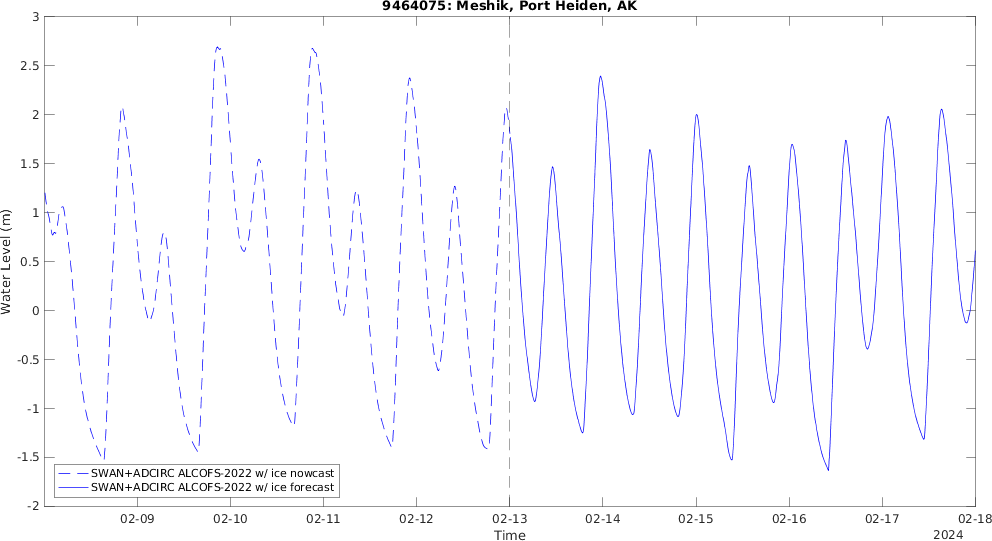 9464075: Meshik, Port Heiden, AK
3
2.5
2
1.5
1
0.5
0
-0.5
-1
-1.5
-2
Water Level (m)
SWAN+ADCIRC ALCOFS-2022 w/ ice nowcast
SWAN+ADCIRC ALCOFS-2022 w/ ice forecast
02-09 02-10 02-11 02-12 02-13 02-14 02-15 02-16 02-17 02-18
Time
2024